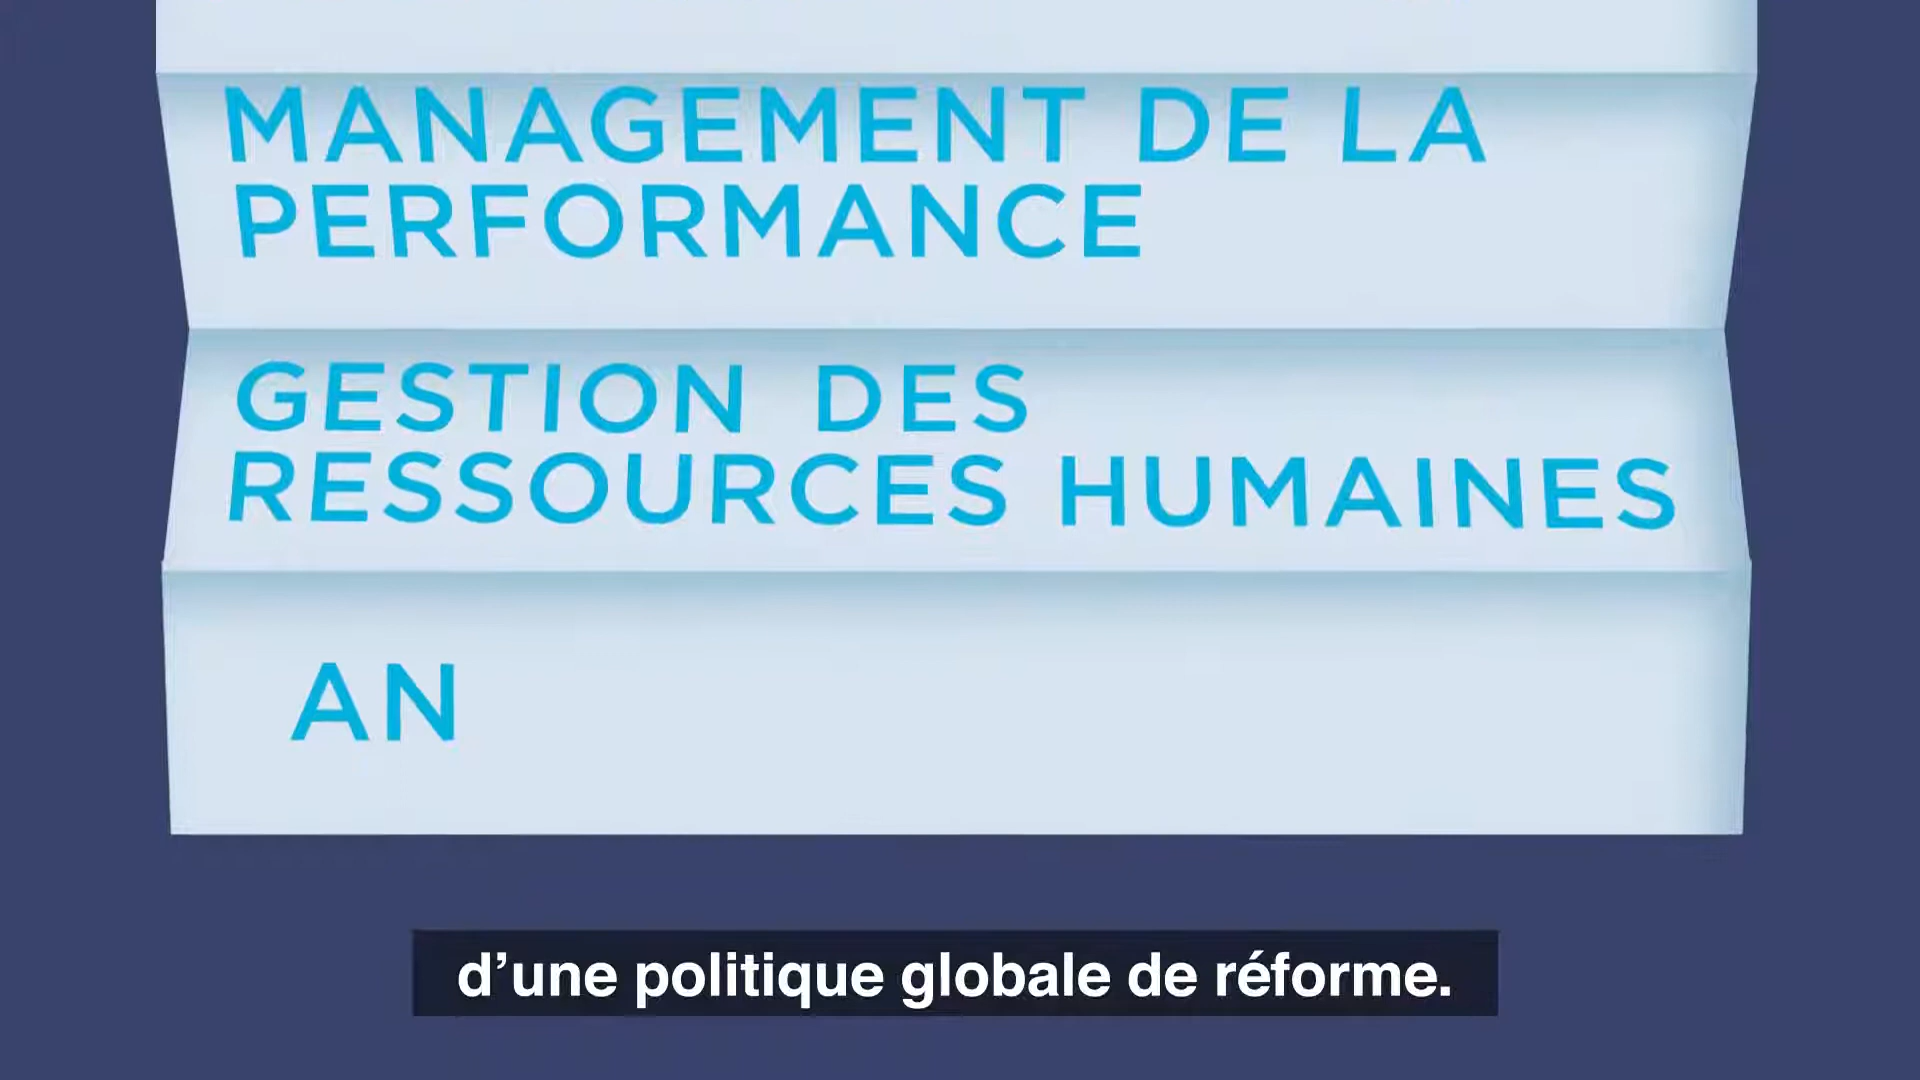 MANAGEMENT DE LA
PERFORMANCE
GESTION DES
RESSOURCES HUMAINES
AN
d’une politique globale de réforme.